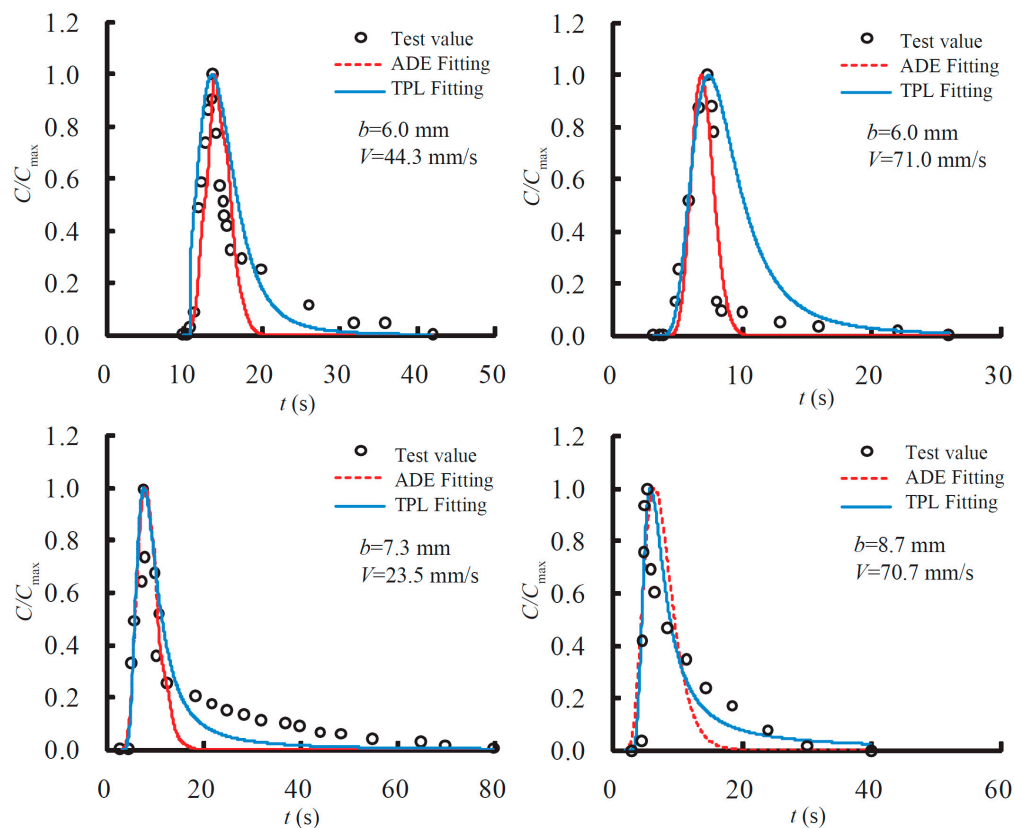 1.2
1.0
0.8
0.6
0.4
0.2
0.0
C/Cmax
Test value
ADE Fitting
TPL Fitting
b=6.0 mm
V=44.3 mm/s
0 10 20 30 40 50
t (s)
1.2
1.0
0.8
0.6
0.4
0.2
0.0
C/Cmax
Test value
ADE Fitting
TPL Fitting
b=6.0 mm
V=71.0 mm/s
0 10 20 30
t (s)
1.2
1.0
0.8
0.6
0.4
0.2
0.0
C/Cmax
Test value
ADE Fitting
TPL Fitting
b=7.3 mm
V=23.5 mm/s
0 20 40 60 80
t (s)
1.2
1.0
0.8
0.6
0.4
0.2
0.0
C/Cmax
Test value
ADE Fitting
TPL Fitting
b=8.7 mm
V=70.7 mm/s
0 20 40 60
t (s)